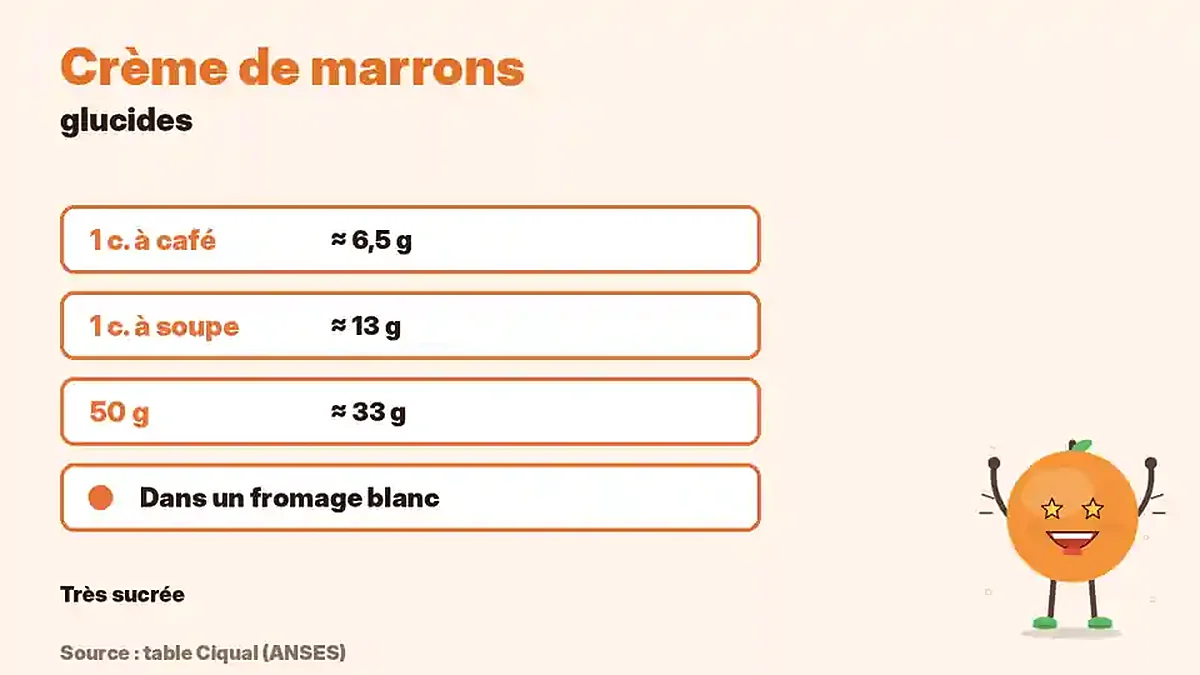 Crème de marrons
glucides
1 c. à café ≈ 6,5 g
1 c. à soupe ≈ 13 g
50 g ≈ 33 g
Dans un fromage blanc
Très sucrée
Source : table Ciqual (ANSES)